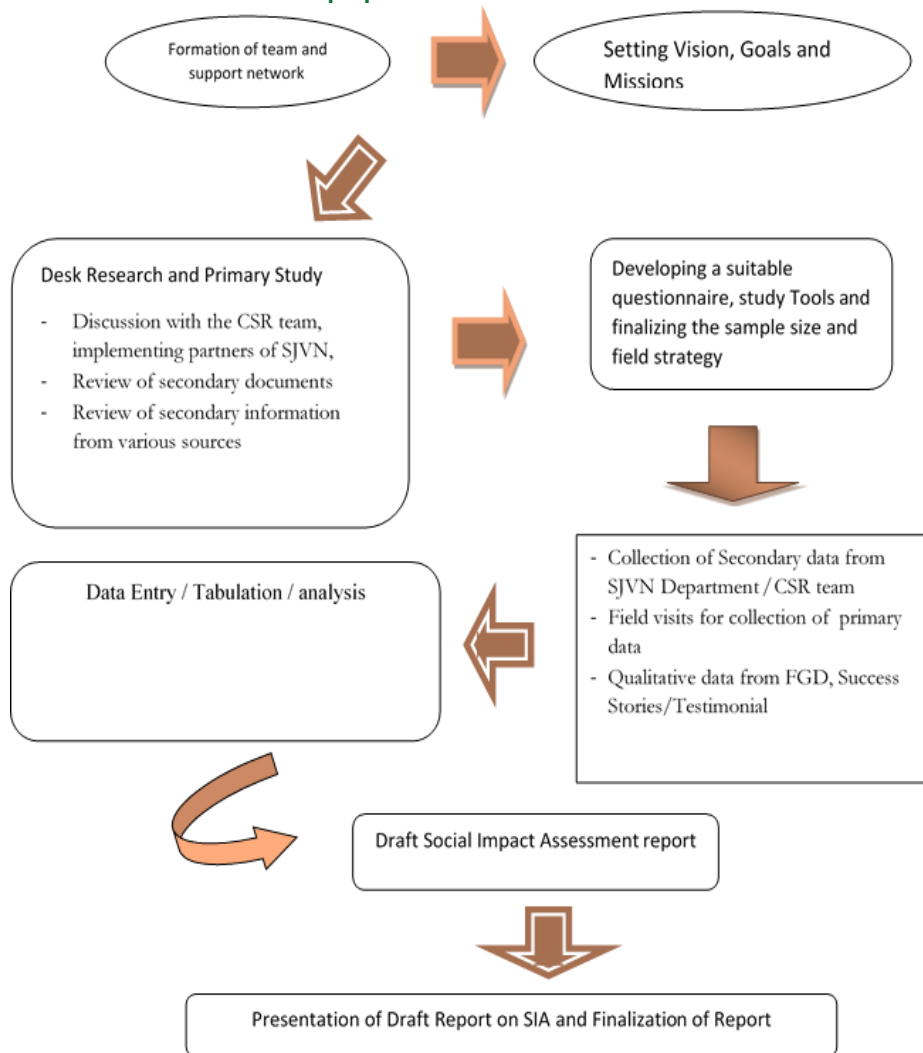 Formation of team and
support network
Setting Vision, Goals and
Missions
Desk Research and Primary Study
- Discussion with the CSR team,
implementing partners of SJVN,
- Review of secondary documents
- Review of secondary information
from various sources
Developing a suitable
questionnaire, study Tools and
finalizing the sample size and
field strategy
- Collection of Secondary data from
SJVN Department/CSR team
- Field visits for collection of primary
data
- Qualitative data from FGD, Success
Stories/Testimonial
Data Entry / Tabulation / analysis
Draft Social Impact Assessment report
Presentation of Draft Report on SIA and Finalization of Report